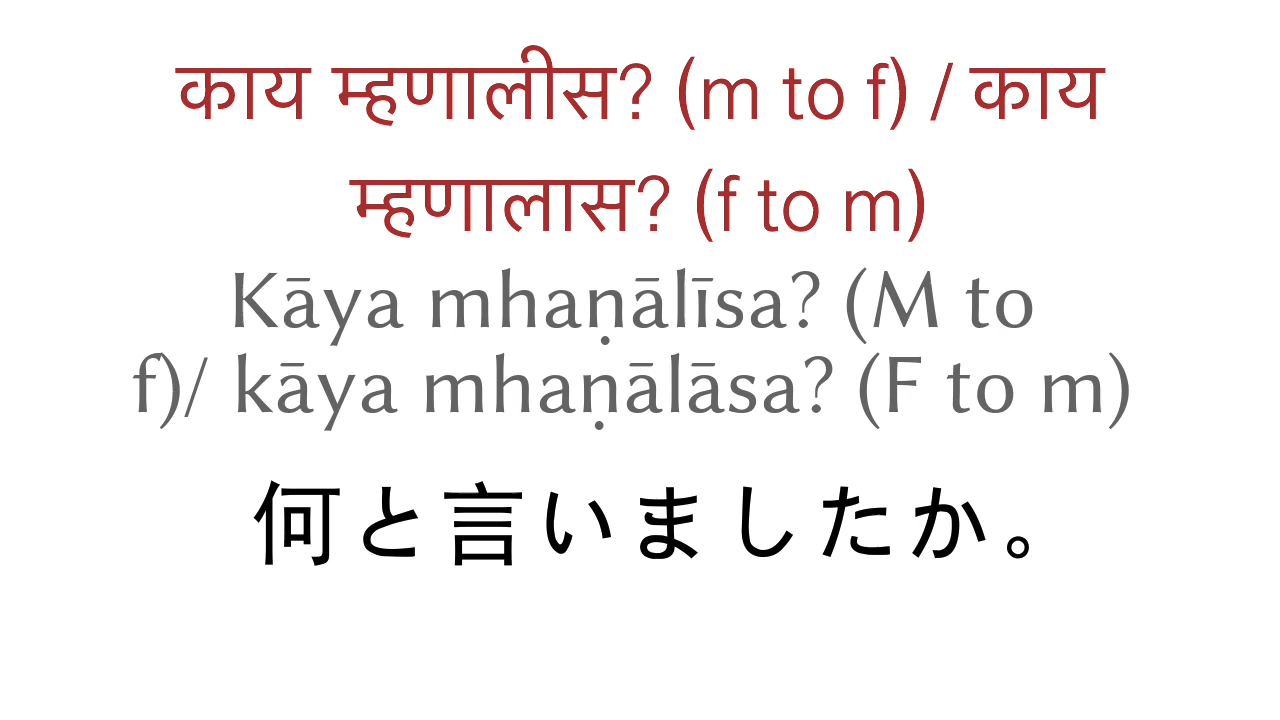 काय म्हणालीस? (m to f) / काय
म्हणालास? (f to m)
Kāya mhaṇālīsa? (M to
f)/ kāya mhaṇālāsa? (F to m)
何と言いましたか。